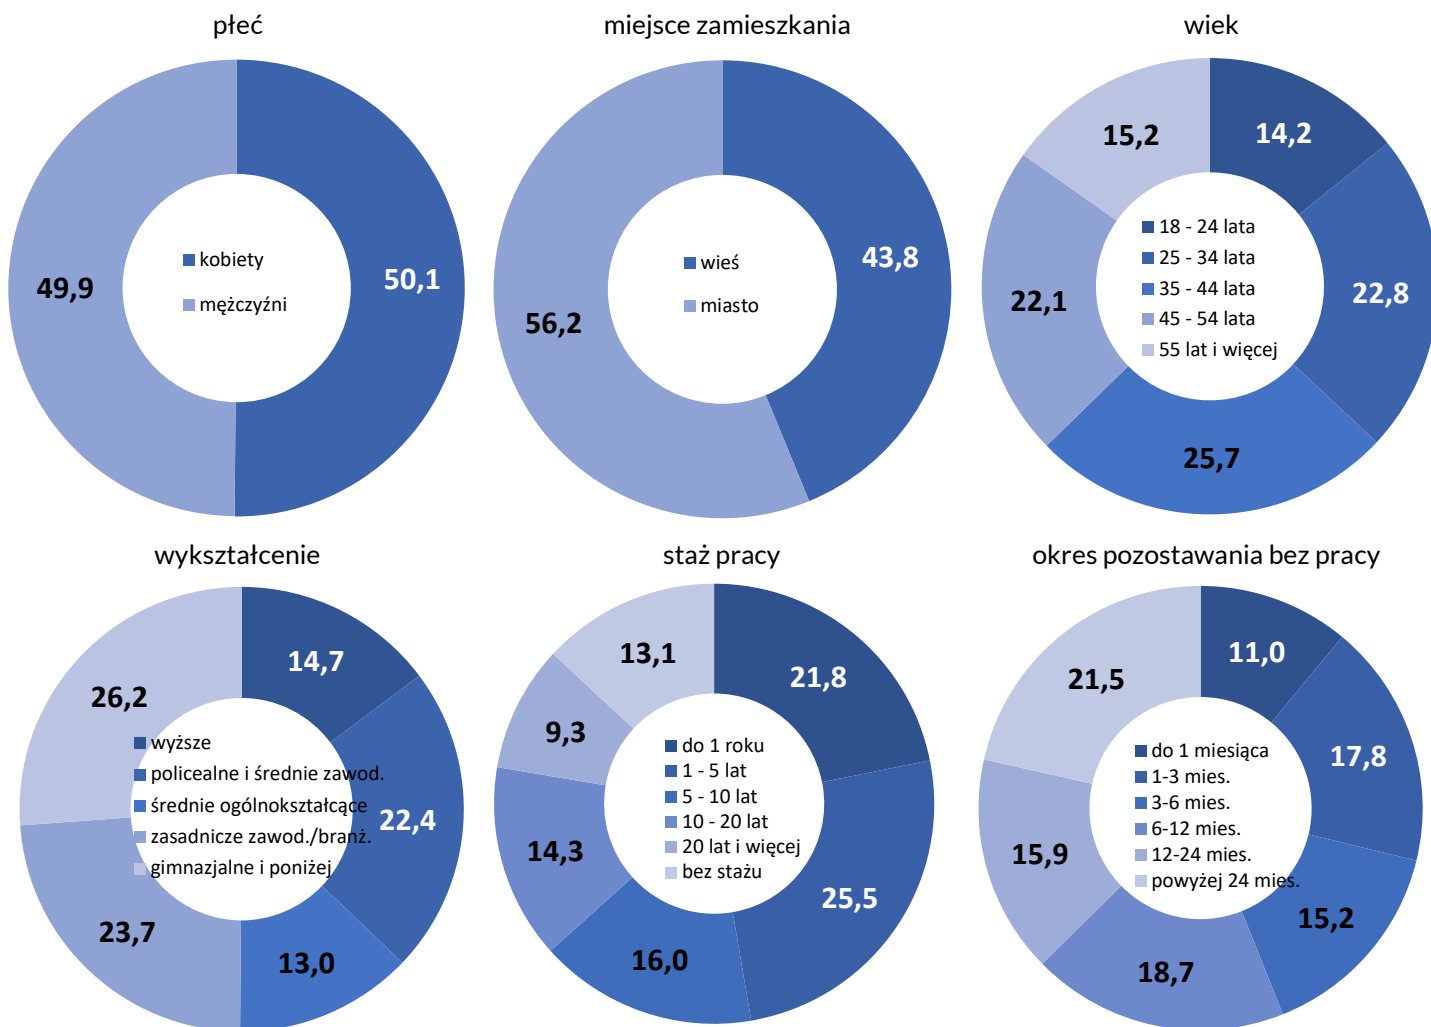 płeć
49,9
50,1
kobiety
mężczyźni
miejsce zamieszkania
56,2
43,8
wieś
miasto
wiek
15,2
14,2
22,1
22,8
25,7
18 - 24 lata
25 - 34 lata
35 - 44 lata
45 - 54 lata
55 lat i więcej
wykształcenie
26,2
14,7
22,4
23,7
13,0
wyższe
policealne i średnie zawod.
średnie ogólnokształcące
zasadnicze zawod./branż.
gimnazjalne i poniżej
staż pracy
13,1
21,8
9,3
14,3
25,5
16,0
do 1 roku
1 - 5 lat
5 - 10 lat
10 - 20 lat
20 lat i więcej
bez stażu
okres pozostawania bez pracy
21,5
11,0
17,8
15,9
15,2
18,7
do 1 miesiąca
1-3 mies.
3-6 mies.
6-12 mies.
12-24 mies.
powyżej 24 mies.